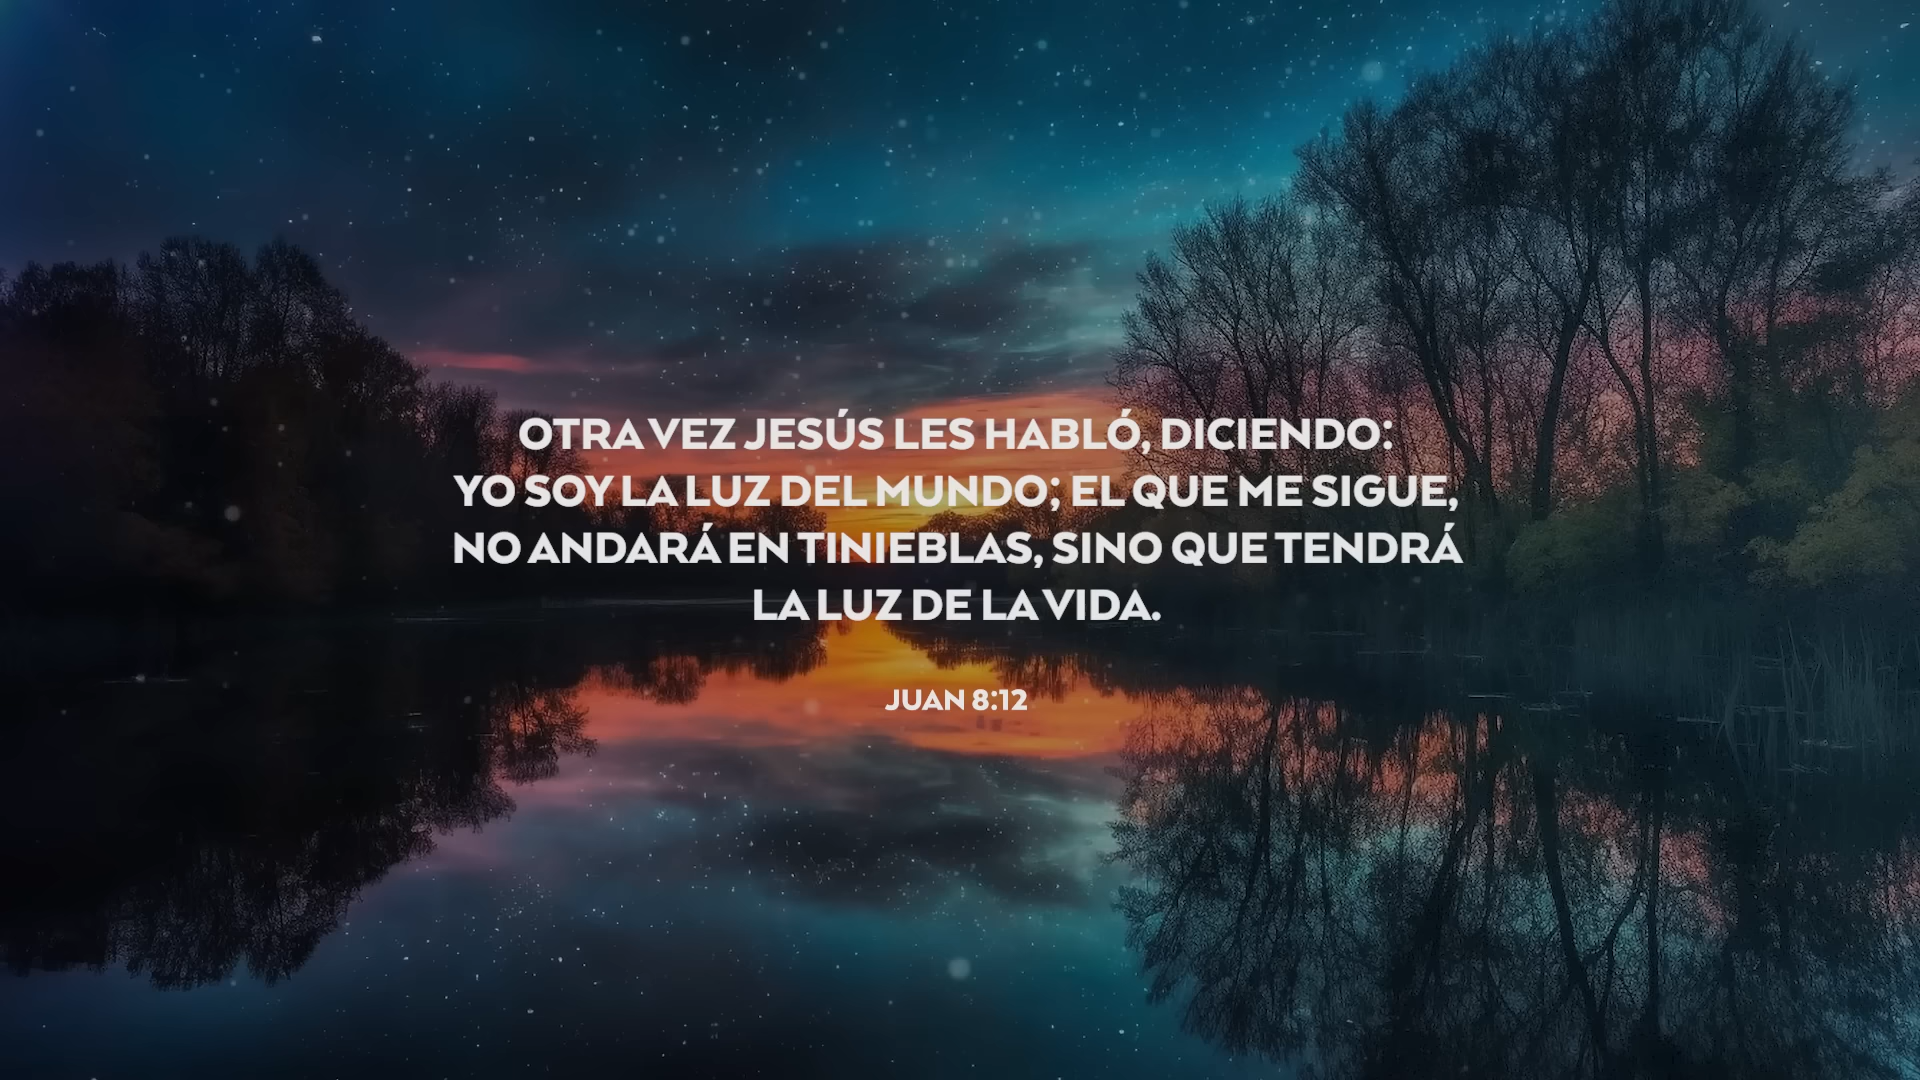 OTRA VEZ JESÚS LES HABLÓ, DICIENDO:
YO SOY LA LUZ DEL MUNDO; EL QUE ME SIGUE,
NO ANDARÁ EN TINIEBLAS, SINO QUE TENDRÁ
LA LUZ DE LA VIDA.
JUAN 8:12